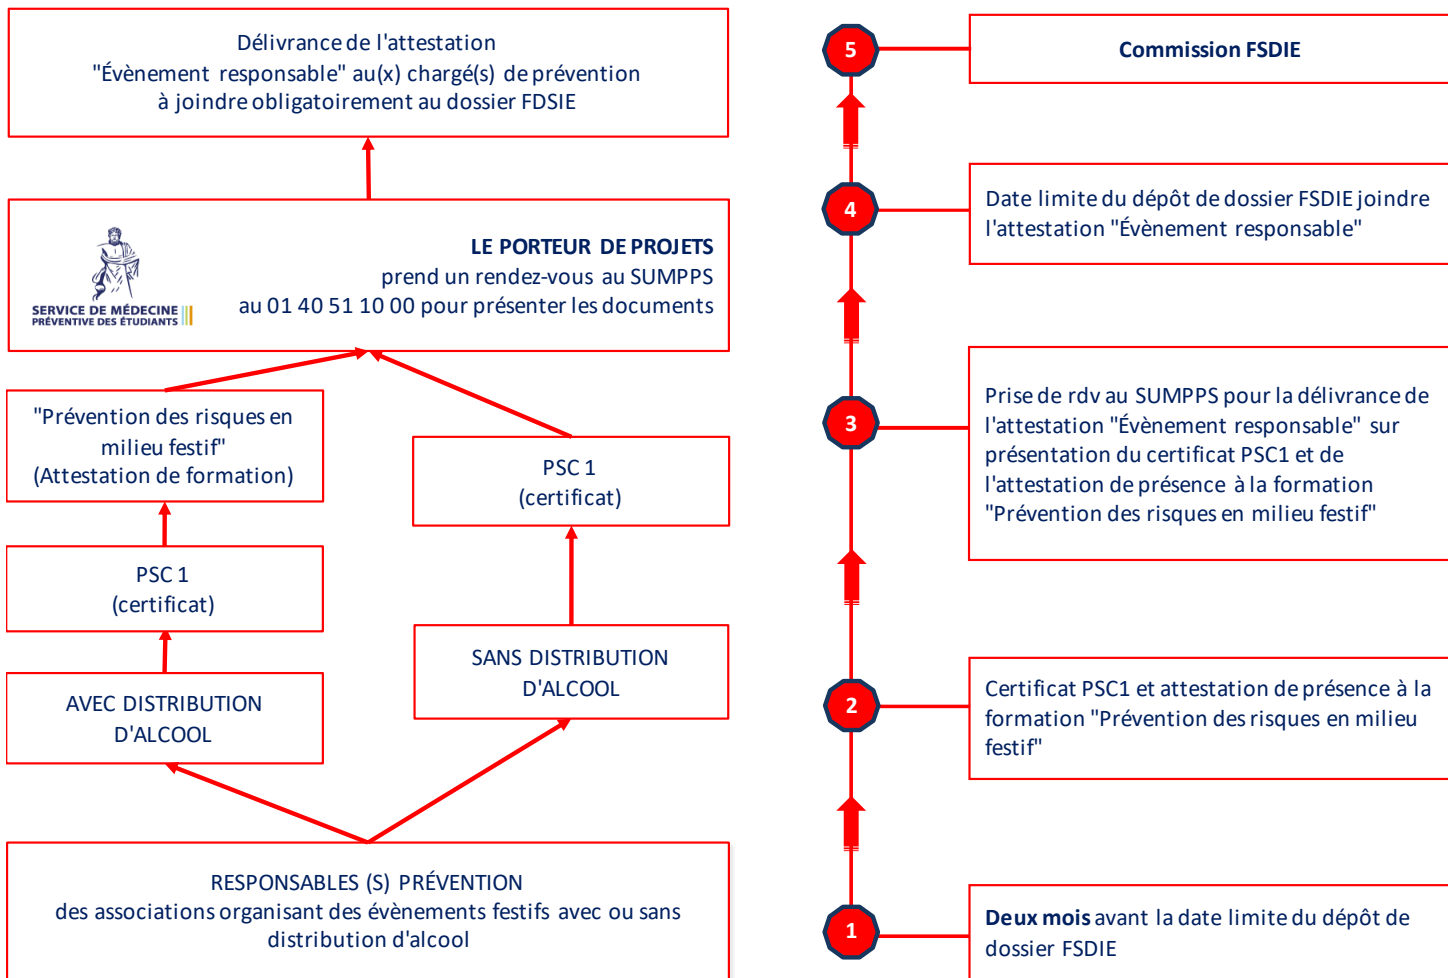 Délivrance de l'attestation
"Évènement responsable" au(x) chargé(s) de prévention
à joindre obligatoirement au dossier FDSIE
LE PORTEUR DE PROJETS
prend un rendez-vous au SUMPPS
au 01 40 51 10 00 pour présenter les documents
SERVICE DE MÉDECINE
PRÉVENTIVE DES ÉTUDIANTS
"Prévention des risques en
milieu festif"
(Attestation de formation)
PSC 1
(certificat)
PSC 1
(certificat)
AVEC DISTRIBUTION
D'ALCOOL
SANS DISTRIBUTION
D'ALCOOL
RESPONSABLES (S) PRÉVENTION
des associations organisant des évènements festifs avec ou sans
distribution d'alcool
5
Commission FSDIE
4
Date limite du dépôt de dossier FSDIE joindre
l'attestation "Évènement responsable"
3
Prise de rdv au SUMPPS pour la délivrance de
l'attestation "Évènement responsable" sur
présentation du certificat PSC1 et de
l'attestation de présence à la formation
"Prévention des risques en milieu festif"
2
Certificat PSC1 et attestation de présence à la
formation "Prévention des risques en milieu
festif"
1
Deux mois avant la date limite du dépôt de
dossier FSDIE